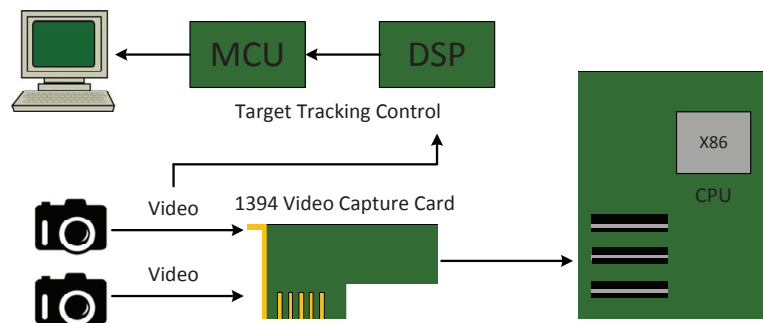 MCU
DSP
Target Tracking Control
X86
CPU
Video
1394 Video Capture Card
Video